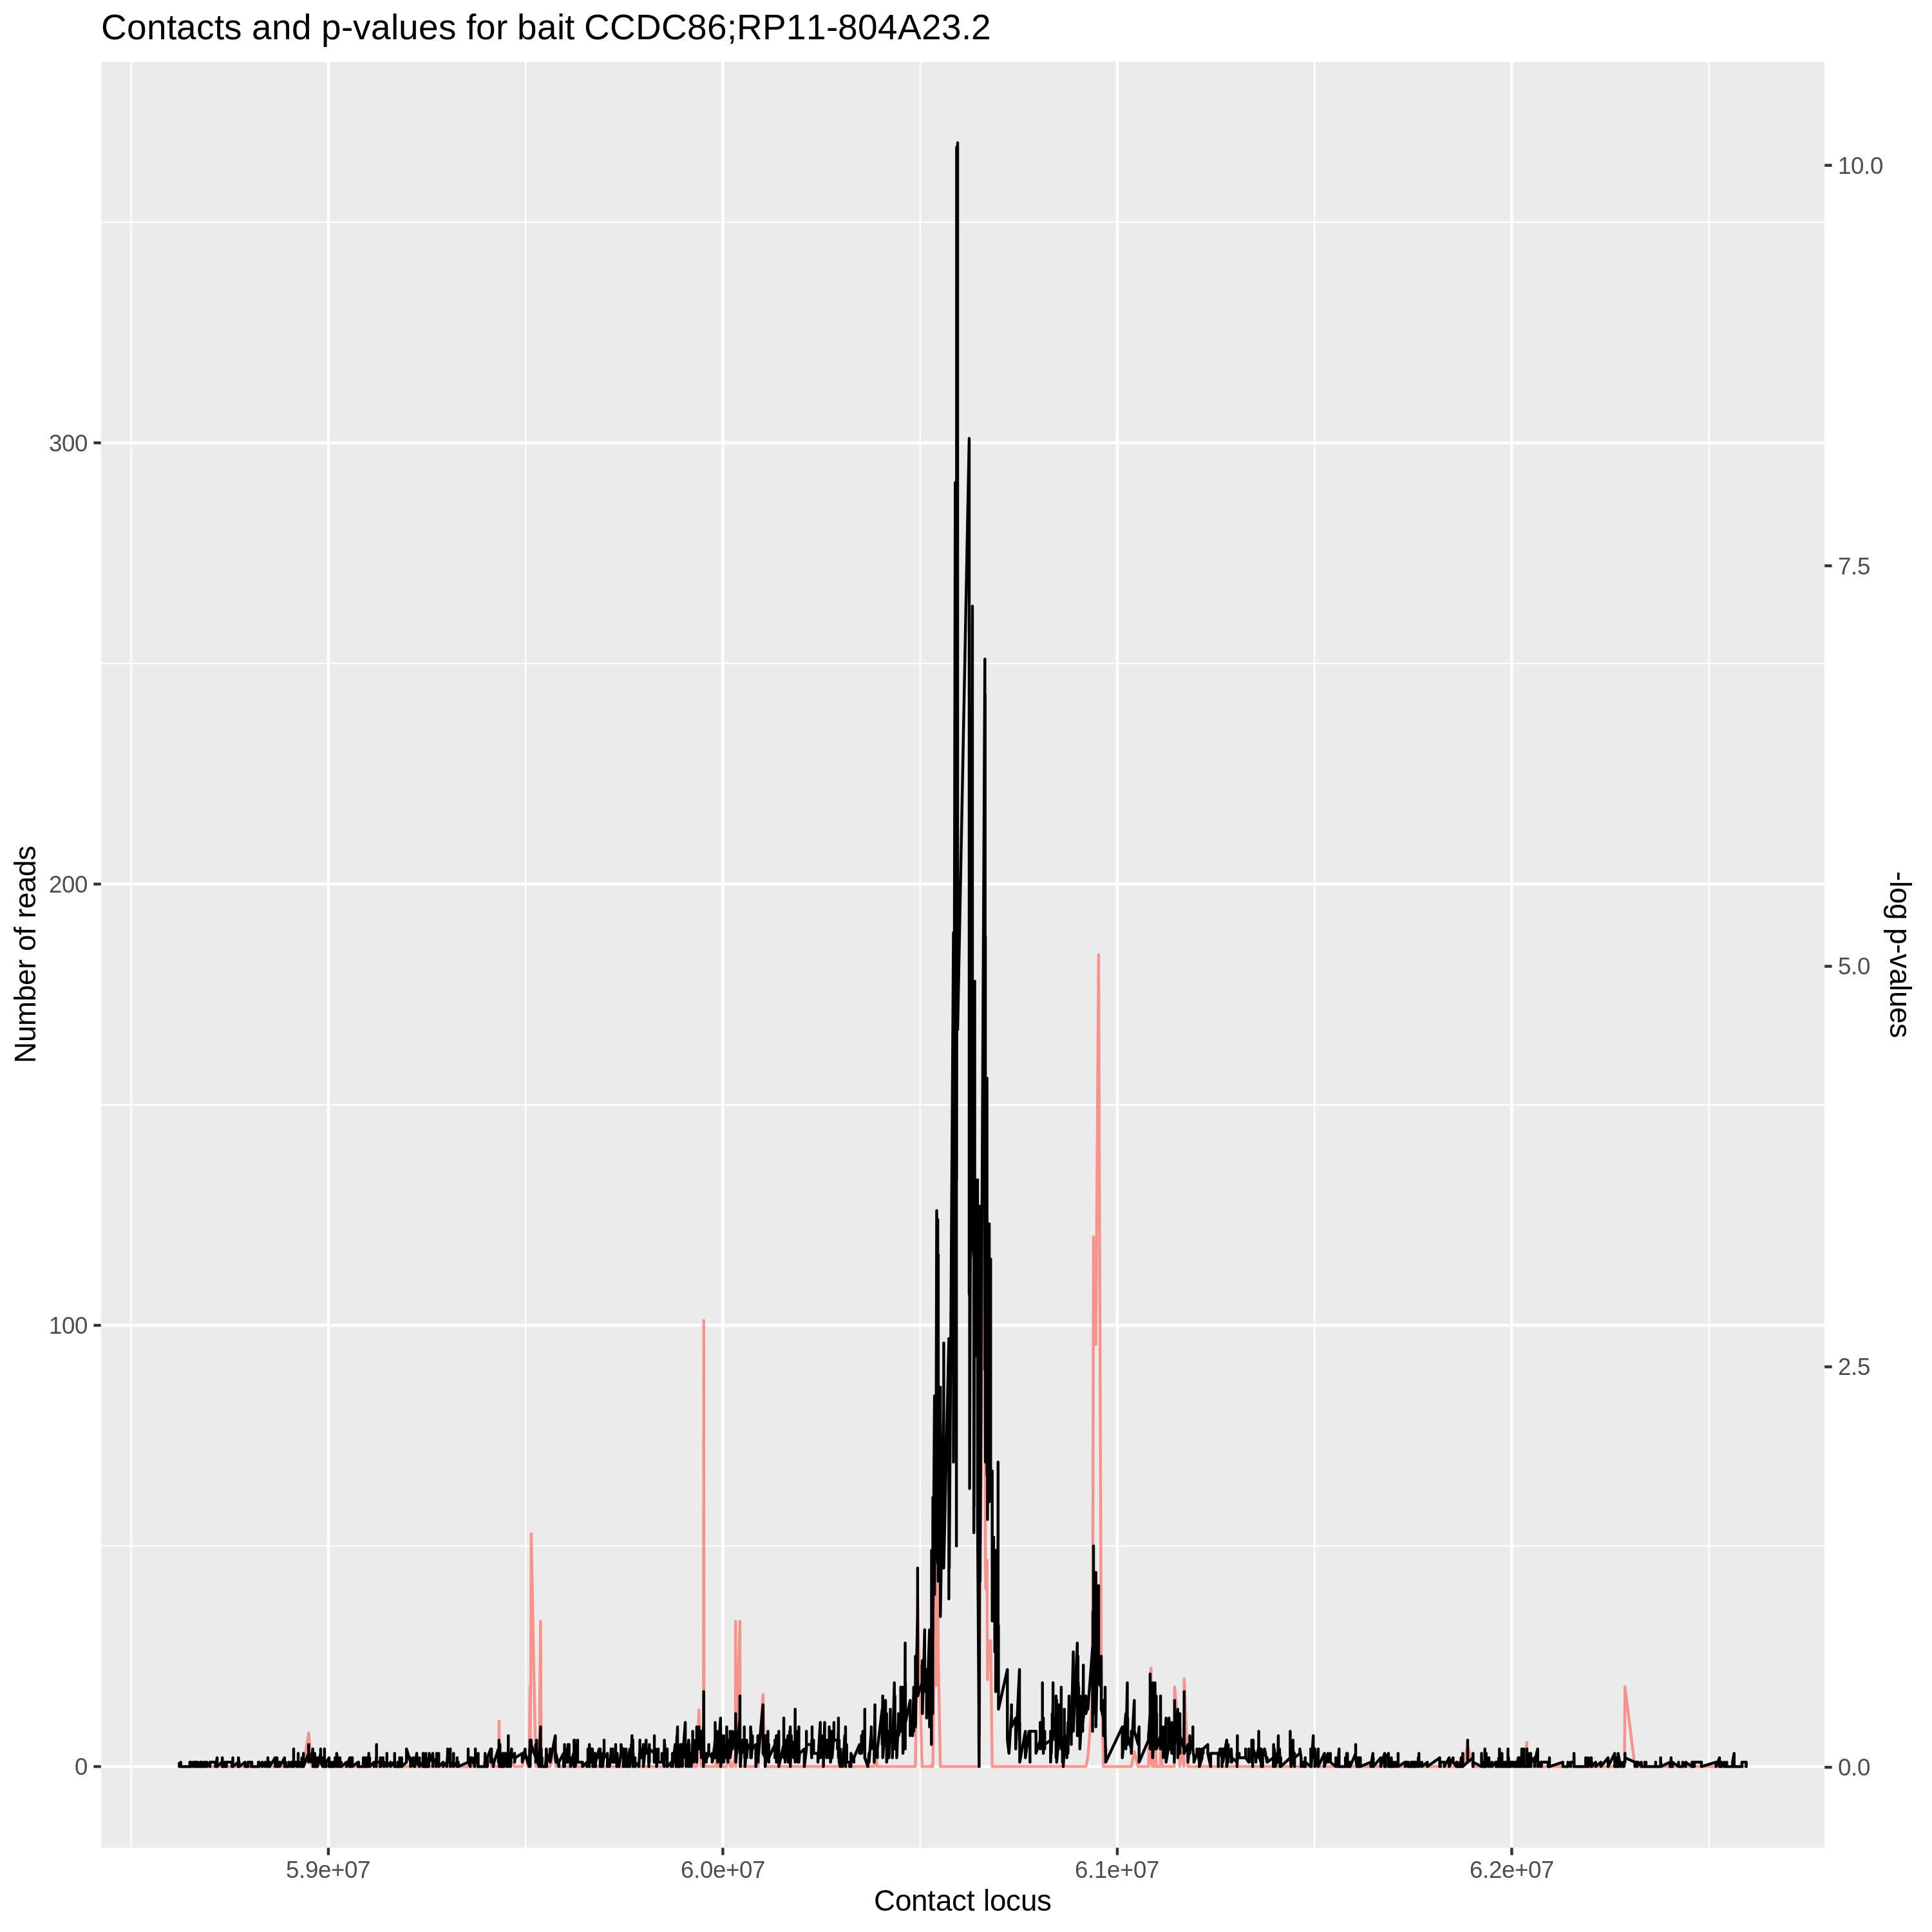 Contacts and p-values for bait CCDC86;RP11-804A23.2
Number of reads
300
200
100
0
10.0
7.5
5.0
2.5
0.0
-log p-values
5.9e+07
6.0e+07
6.1e+07
6.2e+07
Contact locus